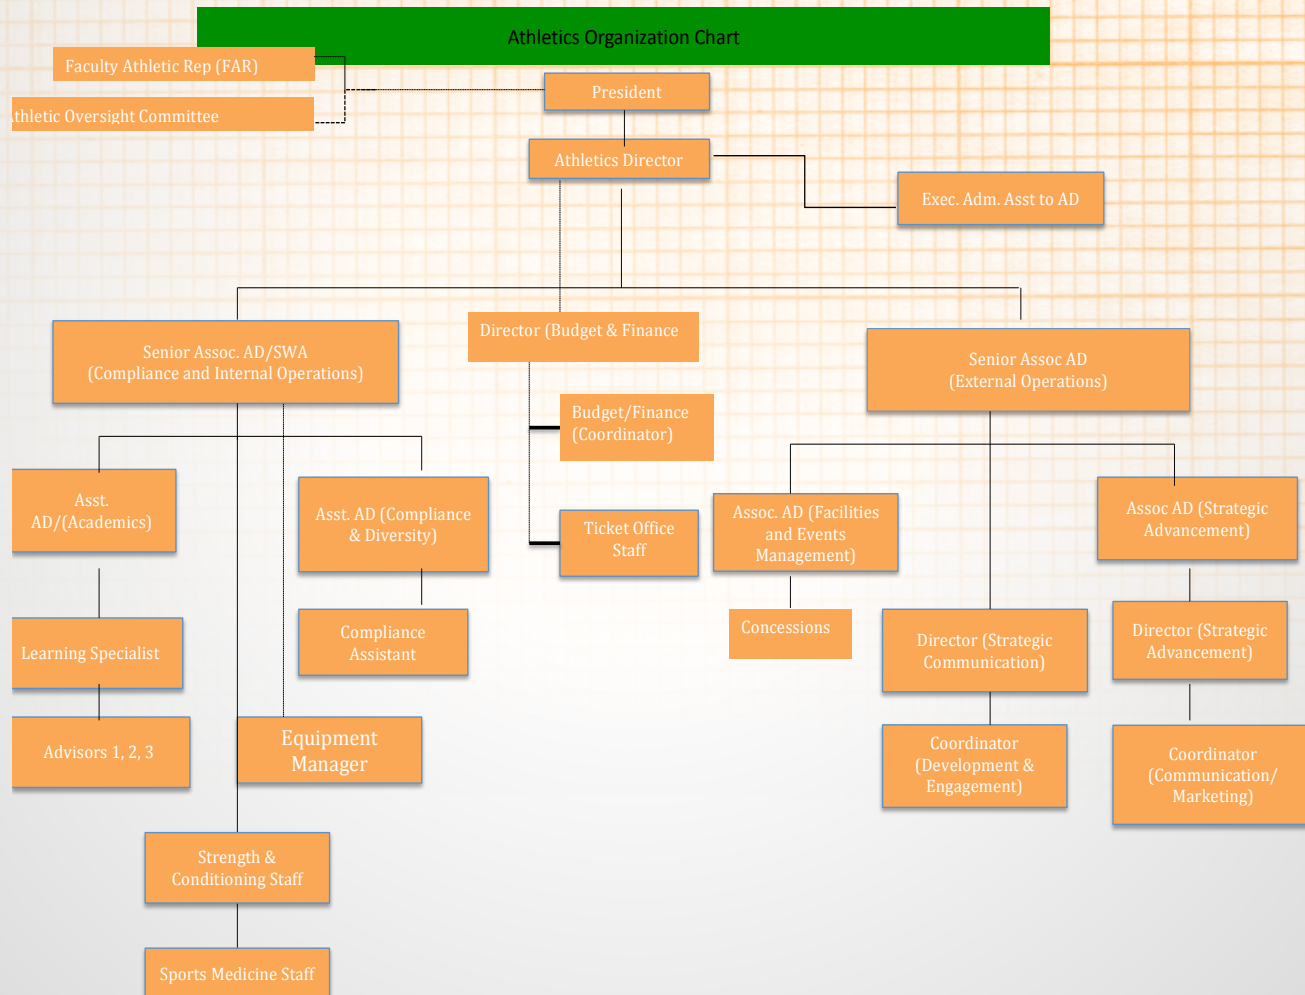 Athletics Organization Chart
Faculty Athletic Rep (FAR)
thletic Oversight Committee
President
Athletics Director
Exec. Adm. Asst to AD
Senior Assoc. AD/SWA
(Compliance and Internal Operations)
Director (Budget & Finance
Senior Assoc AD
(External Operations)
Budget/Finance
(Coordinator)
Asst.
AD/(Academics)
Asst. AD (Compliance
& Diversity)
Ticket Office
Staff
Assoc. AD (Facilities
and Events
Management)
Assoc AD (Strategic
Advancement)
Learning Specialist
Compliance
Assistant
Concessions
Director (Strategic
Communication)
Director (Strategic
Advancement)
Advisors 1, 2, 3
Equipment
Manager
Coordinator
(Development &
Engagement)
Coordinator
(Communication/
Marketing)
Strength &
Conditioning Staff
Sports Medicine Staff